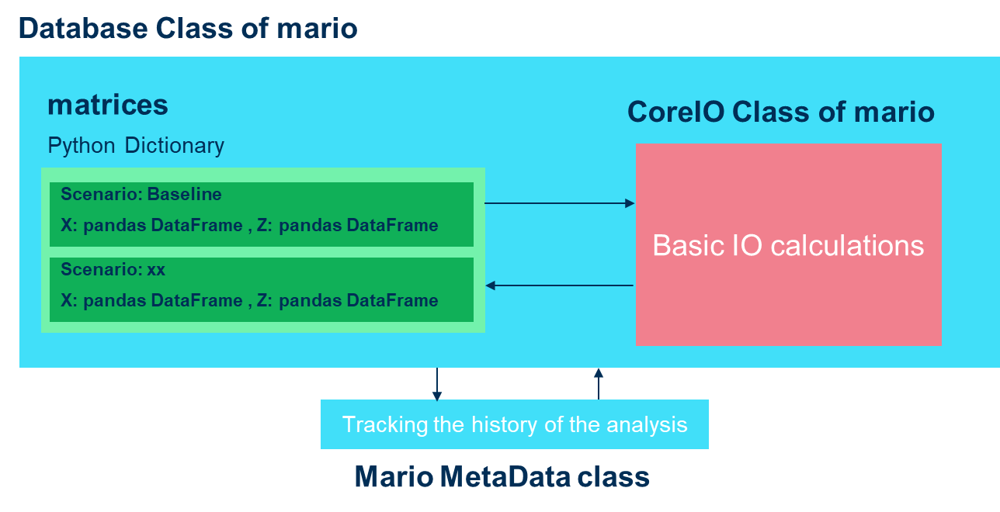 Database Class of mario
matrices
Python Dictionary
Scenario: Baseline
X: pandas DataFrame , Z: pandas DataFrame
Scenario: xx
X: pandas DataFrame , Z: pandas DataFrame
CoreIO Class of mario
Basic IO calculations
Tracking the history of the analysis
Mario MetaData class